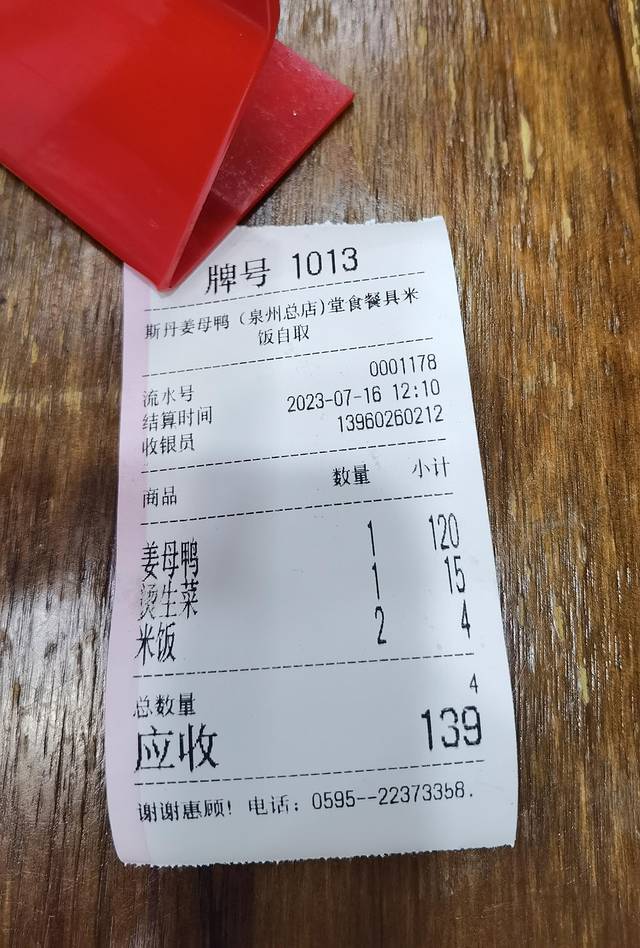 牌号 1013
斯丹姜母鸭（泉州总店)堂食餐具米
饭自取
流水号 0001178
结算时间 2023-07-16 12:10
收银员 13960260212
商品 数量 小计
姜母鸭 1 120
烫生菜 1 15
米饭 2 4
总数量 4
应收 139
谢谢惠顾! 电话: 0595--22373358.